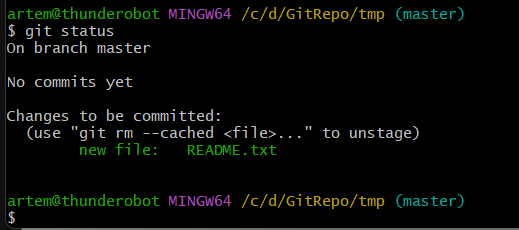 artem@thunderobot MINGW64 /c/d/GitRepo/tmp (master)
$ git status
On branch master
No commits yet
Changes to be committed:
  (use "git rm --cached <file>..." to unstage)
        new file:   README.txt
artem@thunderobot MINGW64 /c/d/GitRepo/tmp (master)
$